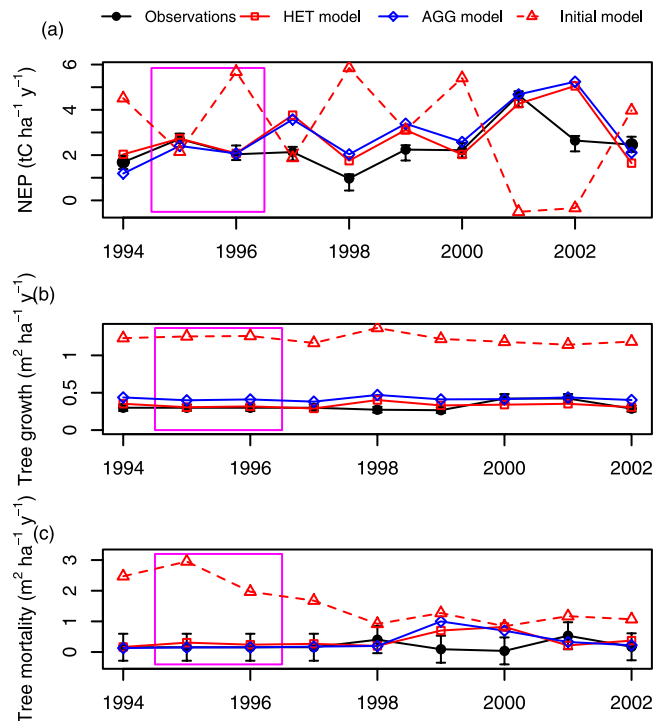 Observations HET model AGG model Initial model
(a)
NEP (tC ha⁻¹ y⁻¹)
6
4
2
0
1994 1996 1998 2000 2002
(b)
Tree growth (m² ha⁻¹ y⁻¹)
1
0.5
0
1994 1996 1998 2000 2002
(c)
Tree mortality (m² ha⁻¹ y⁻¹)
3
2
1
0
1994 1996 1998 2000 2002